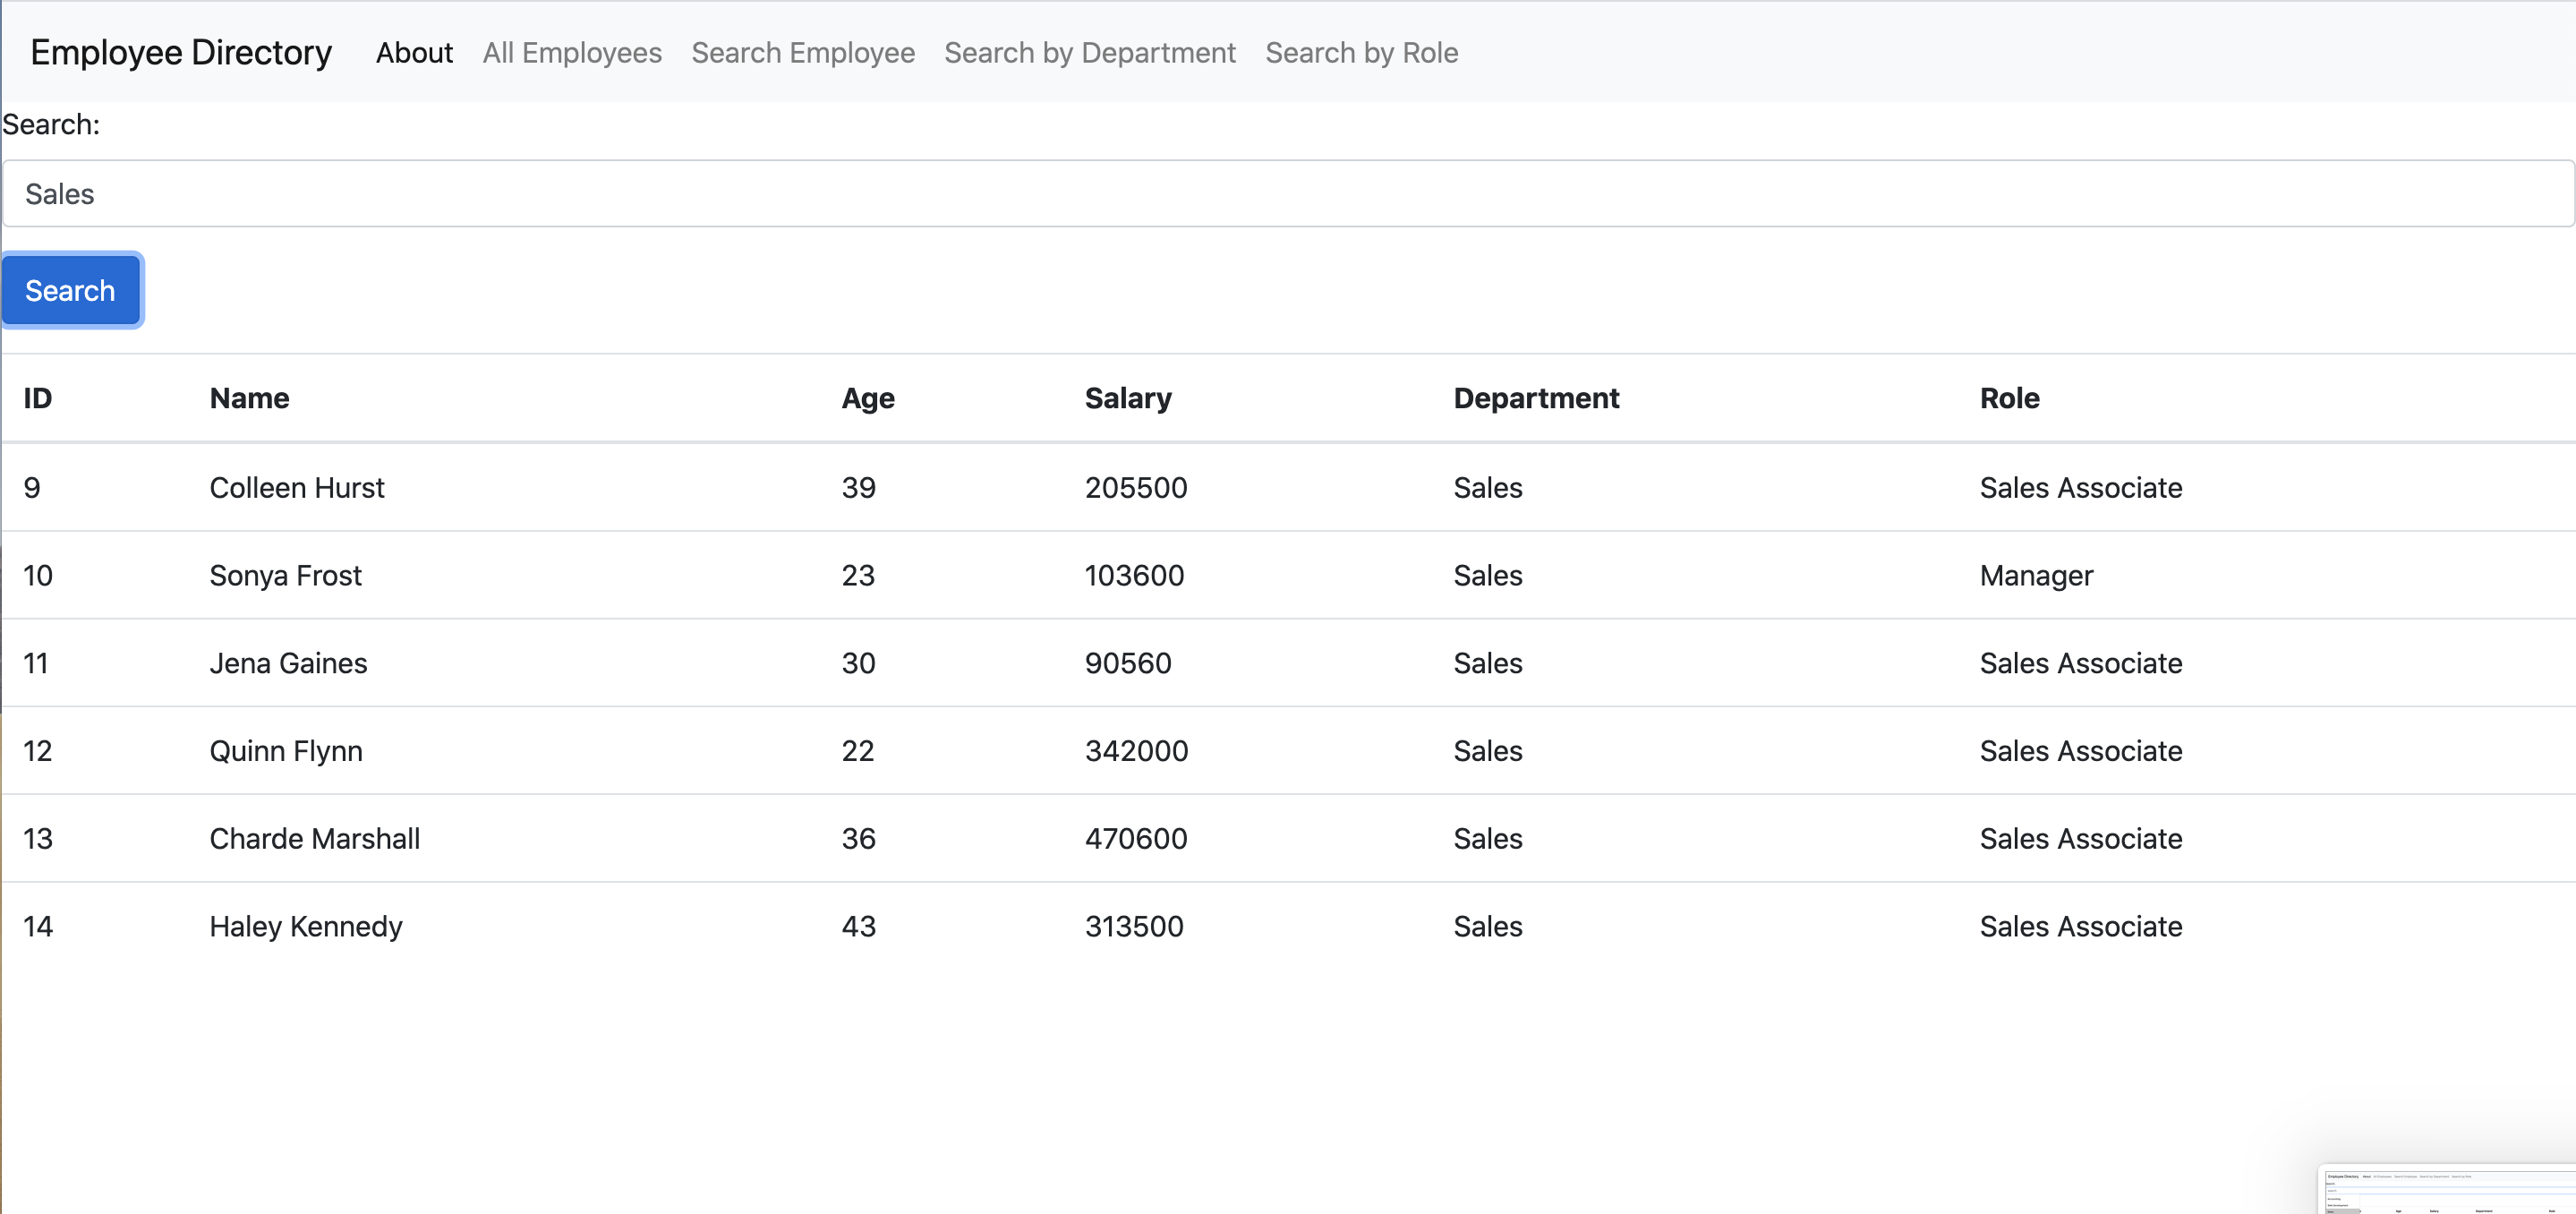 Employee Directory About All Employees Search Employee Search by Department Search by Role
Search:
Sales
Search
ID Name Age Salary Department Role
9 Colleen Hurst 39 205500 Sales Sales Associate
10 Sonya Frost 23 103600 Sales Manager
11 Jena Gaines 30 90560 Sales Sales Associate
12 Quinn Flynn 22 342000 Sales Sales Associate
13 Charde Marshall 36 470600 Sales Sales Associate
14 Haley Kennedy 43 313500 Sales Sales Associate